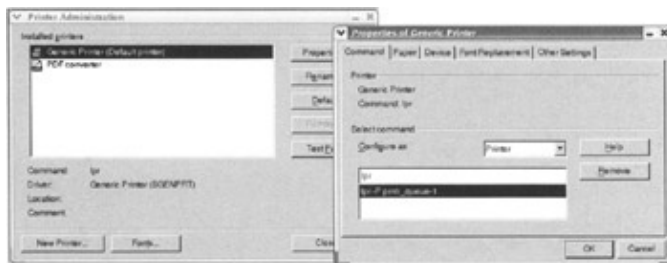 Printer Administration
Installed printers
Generic Printer (Default printer)
PDF converter
Rename
Command: lpr
Driver: Generic Printer (SGENPRT)
Location:
Comment:
New Printer...
Fonts...
Properties of Generic Printer
Command Paper Device Font Replacement Other Settings
Printer
Generic Printer
Command: lpr
Select command
Configure as
Printer
Help
lpr
Remove
lpr -P print_queue-1
OK
Cancel